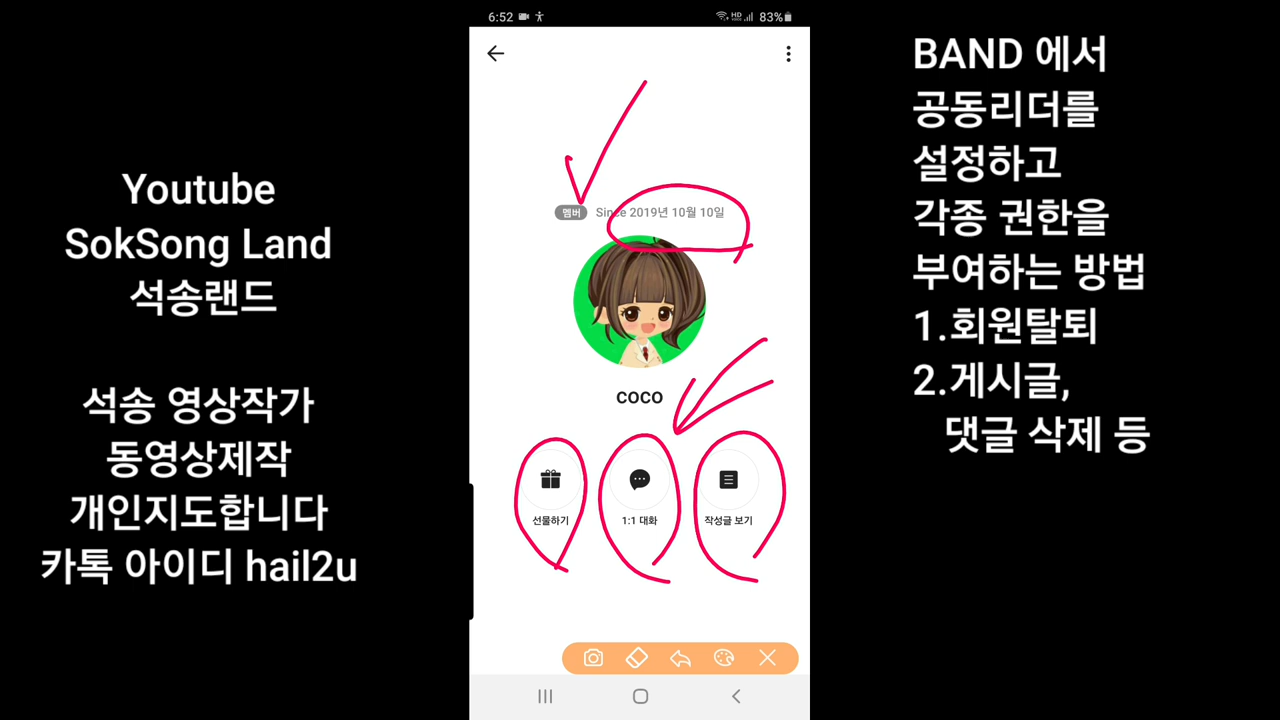 Youtube
SokSong Land
석송랜드
석송 영상작가
동영상제작
개인지도합니다
카톡 아이디 hail2u
6:52
HD 83%
멤버 Since 2019년 10월 10일
COCO
선물하기
1:1 대화
작성글 보기
BAND 에서
공동리더를
설정하고
각종 권한을
부여하는 방법
1.회원탈퇴
2.게시글,
댓글 삭제 등